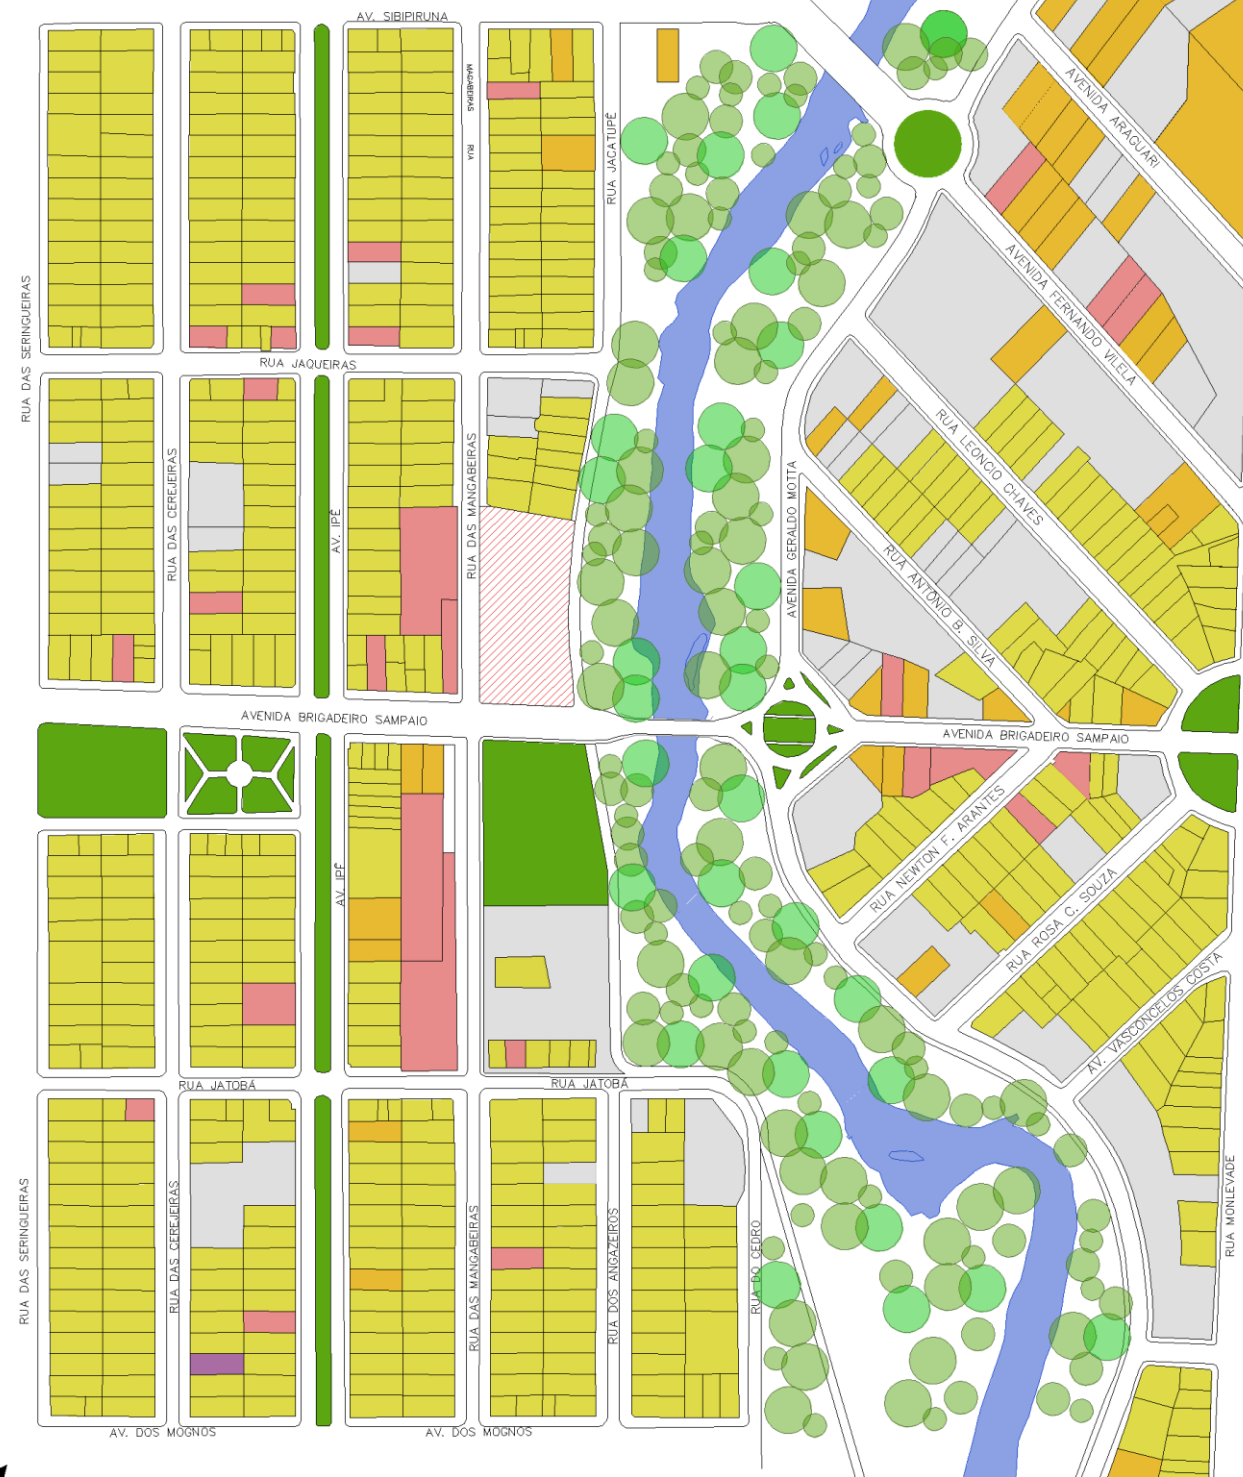 AV. SIBIPIRUNA
MAGABEIRAS
RUA
RUA JACATUPÉ
AVENIDA ARAGUARI
AVENIDA FERNANDO VILELA
RUA DAS SERINGUEIRAS
RUA JAQUEIRAS
RUA LEONCIO CHAVES
RUA DAS CEREJEIRAS
AV. IPÊ
RUA DAS MANGABEIRAS
AVENIDA GERALDO MOTTA
RUA ANTONIO B. SILVA
AVENIDA BRIGADEIRO SAMPAIO
AVENIDA BRIGADEIRO SAMPAIO
AV. IPÊ
RUA NEWTON F. ARANTES
RUA ROSA C. SOUZA
AV. VASCONCELOS COSTA
RUA JATOBÁ
RUA JATOBÁ
RUA DAS SERINGUEIRAS
RUA DAS CEREJEIRAS
RUA DAS MANGABEIRAS
RUA DOS ANGAZEIROS
RUA DO CEDRO
RUA MONLEVADE
AV. DOS MOGNOS
AV. DOS MOGNOS